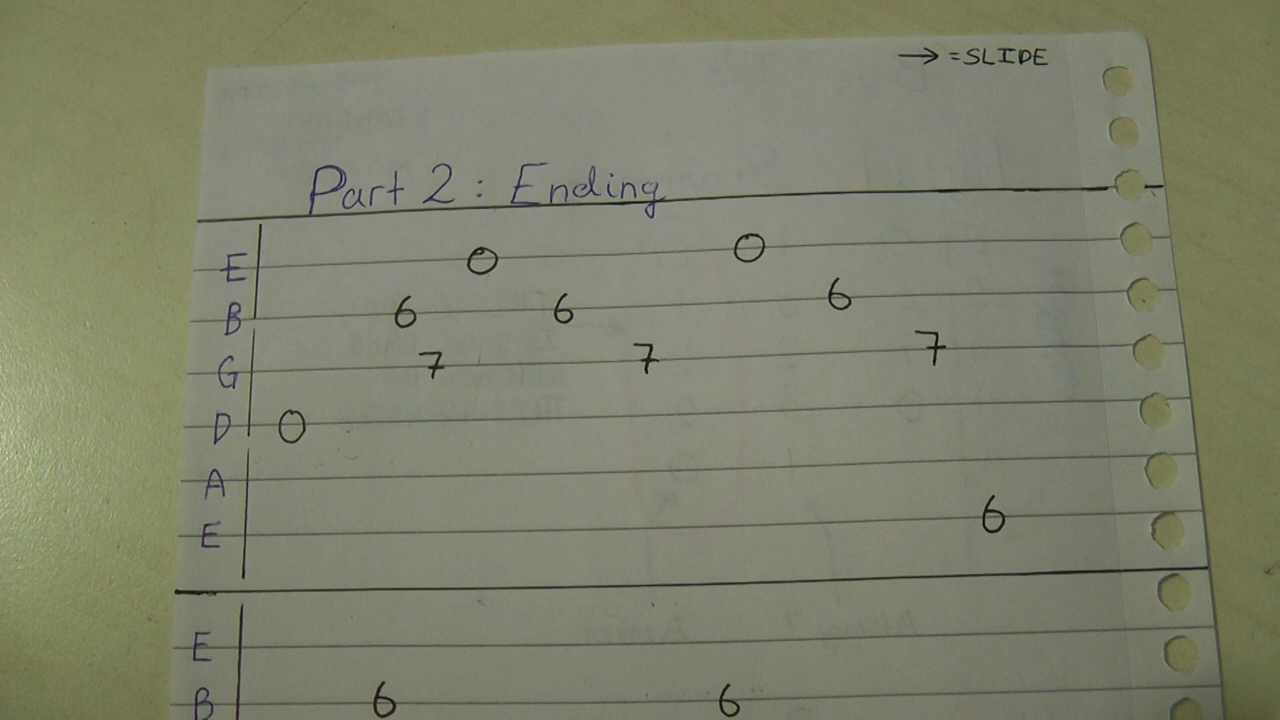 → = SLIDE
Part 2 : Ending
E 0 0
B 6 6 6
G 7 7 7
D 0
A
E 6
E
B 6 6